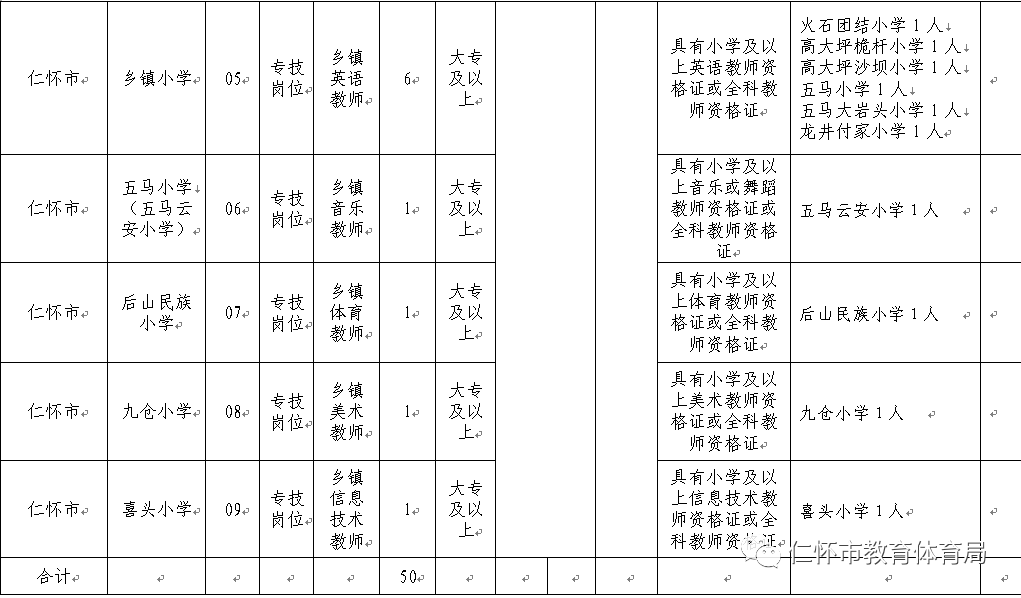 仁怀市
乡镇小学
05
专技
岗位
乡镇
英语
教师
6
大专
及以
上
具有小学及以
上英语教师资
格证或全科教
师资格证
火石团结小学 1 人
高大坪桅杆小学 1 人
高大坪沙坝小学 1 人
五马小学 1 人
五马大岩头小学 1 人
龙井付家小学 1 人
仁怀市
五马小学
（五马云
安小学）
06
专技
岗位
乡镇
音乐
教师
1
大专
及以
上
具有小学及以
上音乐或舞蹈
教师资格证或
全科教师资格
证
五马云安小学 1 人
仁怀市
后山民族
小学
07
专技
岗位
乡镇
体育
教师
1
大专
及以
上
具有小学及以
上体育教师资
格证或全科教
师资格证
后山民族小学 1 人
仁怀市
九仓小学
08
专技
岗位
乡镇
美术
教师
1
大专
及以
上
具有小学及以
上美术教师资
格证或全科教
师资格证
九仓小学 1 人
仁怀市
喜头小学
09
专技
岗位
乡镇
信息
技术
教师
1
大专
及以
上
具有小学及以
上信息技术教
师资格证或全
科教师资格证
喜头小学 1 人
仁怀市教育体育局
合计
50